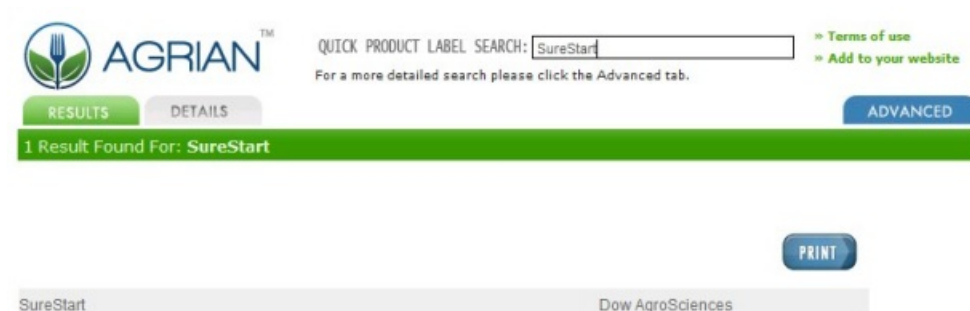 AGRIAN™
QUICK PRODUCT LABEL SEARCH: SureStart
» Terms of use
» Add to your website
For a more detailed search please click the Advanced tab.
RESULTS DETAILS ADVANCED
1 Result Found For: SureStart
PRINT
SureStart Dow AgroSciences